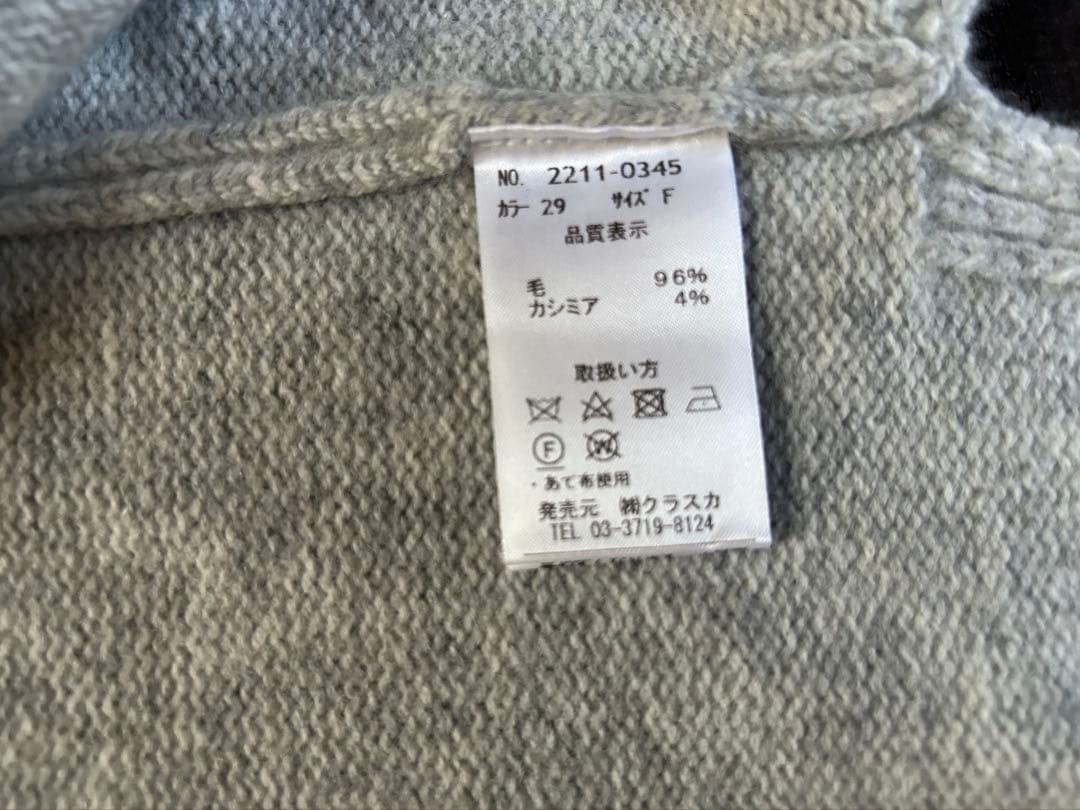 NO. 2211-0345
カラー 29 サイズ F
品質表示
毛 96%
カシミア 4%
取扱い方
F W
・あて布使用
発売元 ㈱クラスカ
TEL 03-3719-8124